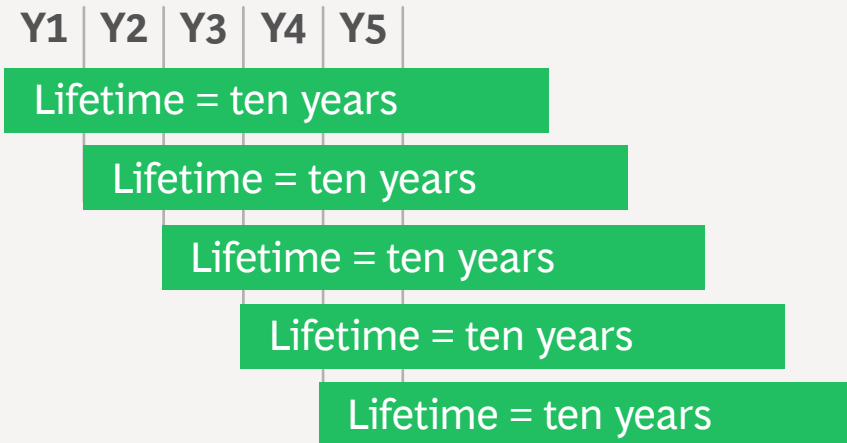 Y1 Y2 Y3 Y4 Y5
Lifetime = ten years
Lifetime = ten years
Lifetime = ten years
Lifetime = ten years
Lifetime = ten years